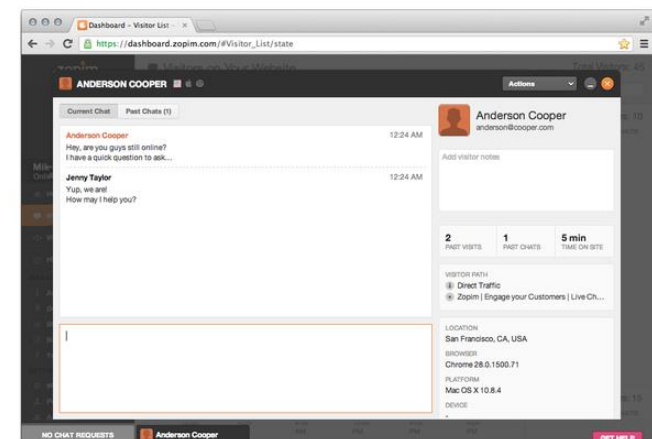 Dashboard - Visitor List -
https://dashboard.zopim.com/#Visitor_List/state
zopim
Visitors on Your Website
ANDERSON COOPER
Actions
Current Chat
Past Chats (1)
Anderson Cooper
12:24 AM
Hey, are you guys still online?
I have a quick question to ask...
Jenny Taylor
12:24 AM
Yup, we are!
How may I help you?
Anderson Cooper
anderson@cooper.com
Add visitor notes
2
PAST VISITS
1
PAST CHATS
5 min
TIME ON SITE
VISITOR PATH
Direct Traffic
Zopim | Engage your Customers | Live Ch...
LOCATION
San Francisco, CA, USA
BROWSER
Chrome 28.0.1500.71
PLATFORM
Mac OS X 10.8.4
DEVICE
NO CHAT REQUESTS
Anderson Cooper
GET HELP